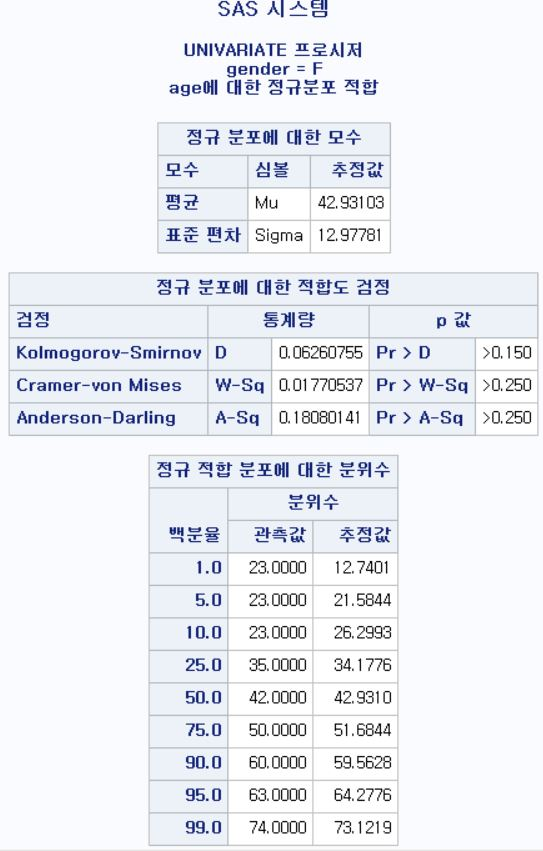 SAS 시스템
UNIVARIATE 프로시저
gender = F
age에 대한 정규분포 적합
정규 분포에 대한 모수
모수 심볼 추정값
평균 Mu 42.93103
표준 편차 Sigma 12.97781
정규 분포에 대한 적합도 검정
검정 통계량 p 값
Kolmogorov-Smirnov D 0.06260755 Pr > D >0.150
Cramer-von Mises W-Sq 0.01770537 Pr > W-Sq >0.250
Anderson-Darling A-Sq 0.18080141 Pr > A-Sq >0.250
정규 적합 분포에 대한 분위수
분위수
백분율 관측값 추정값
1.0 23.0000 12.7401
5.0 23.0000 21.5844
10.0 23.0000 26.2993
25.0 35.0000 34.1776
50.0 42.0000 42.9310
75.0 50.0000 51.6844
90.0 60.0000 59.5628
95.0 63.0000 64.2776
99.0 74.0000 73.1219